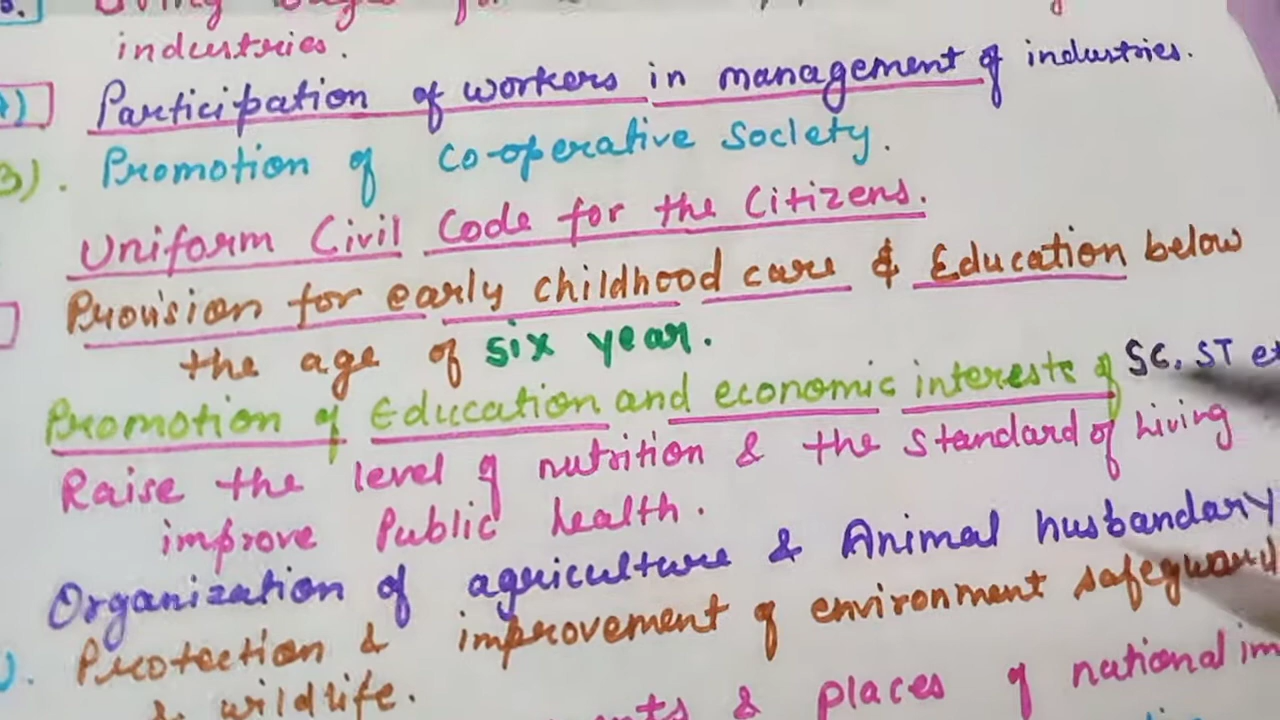 industries.
Participation of workers in management of industries.
B). Promotion of Co-operative Society.
Uniform Civil Code for the Citizens.
Provision for early childhood care & Education below
the age of six year.
Promotion of Education and economic interests of SC, ST
Raise the level of nutrition & the standard of living
improve Public health.
Organization of agriculture & Animal husbandary
Protection & improvement of environment safeguard
& wildlife.
& places of national